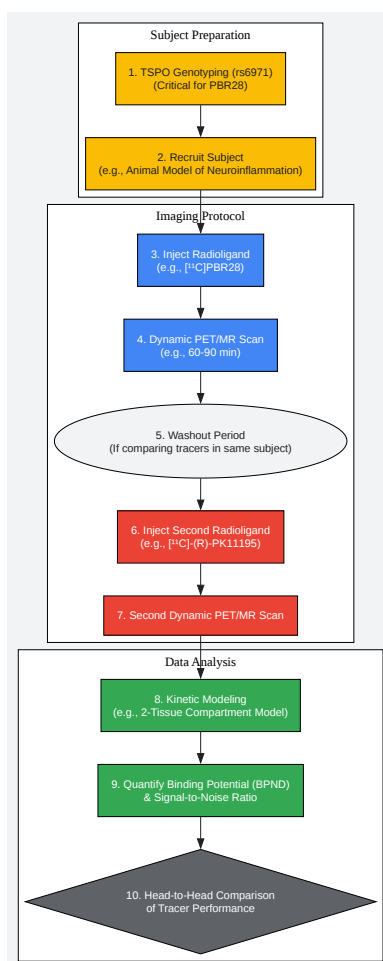 Subject Preparation
1. TSPO Genotyping (rs6971)
(Critical for PBR28)
2. Recruit Subject
(e.g., Animal Model of Neuroinflammation)
Imaging Protocol
3. Inject Radioligand
(e.g., [¹¹C]PBR28)
4. Dynamic PET/MR Scan
(e.g., 60-90 min)
5. Washout Period
(If comparing tracers in same subject)
6. Inject Second Radioligand
(e.g., [¹¹C]-(R)-PK11195)
7. Second Dynamic PET/MR Scan
Data Analysis
8. Kinetic Modeling
(e.g., 2-Tissue Compartment Model)
9. Quantify Binding Potential (BPND)
& Signal-to-Noise Ratio
10. Head-to-Head Comparison
of Tracer Performance